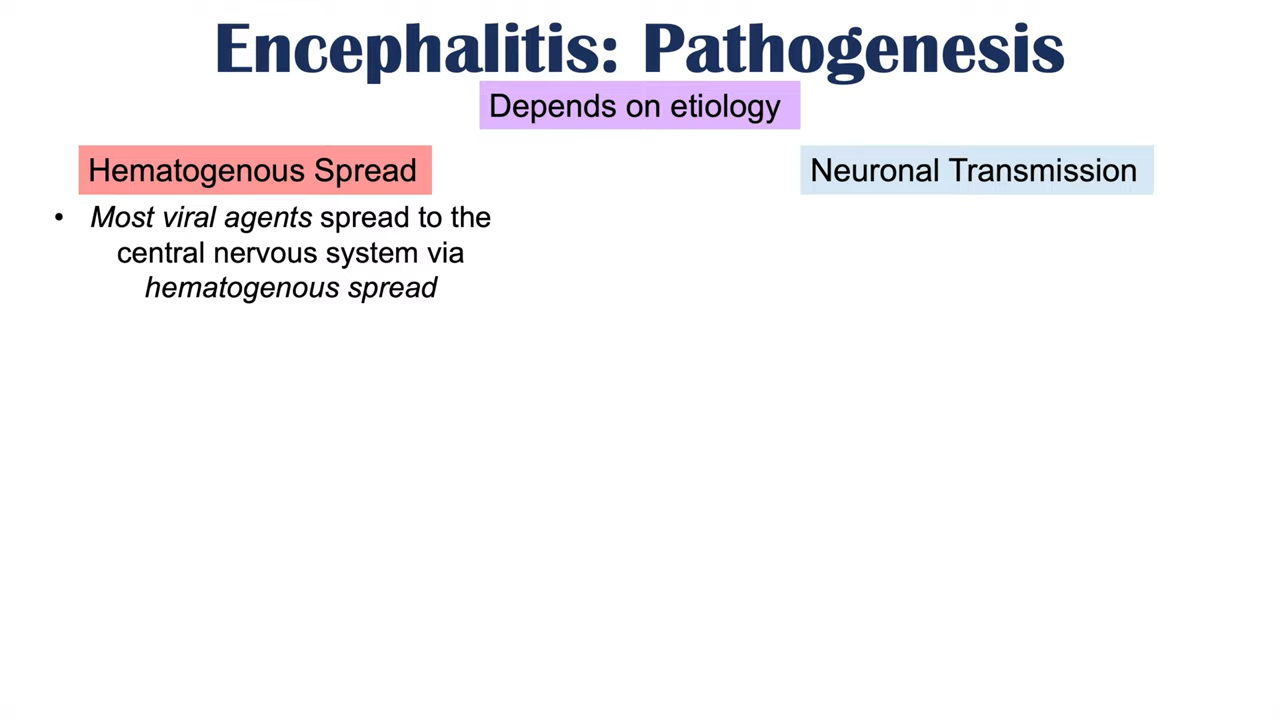 Encephalitis: Pathogenesis
Depends on etiology
Hematogenous Spread
• Most viral agents spread to the
central nervous system via
hematogenous spread
Neuronal Transmission